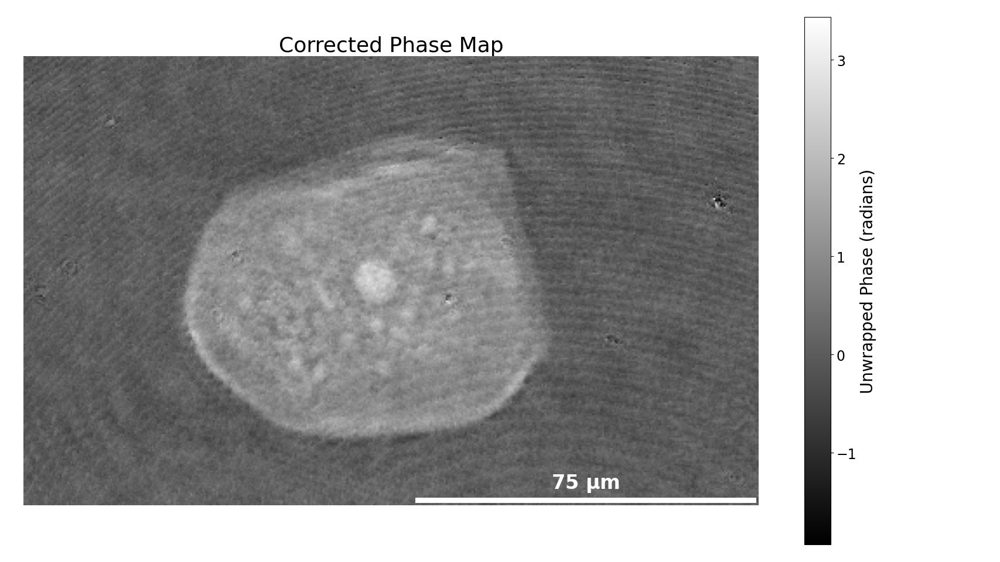 Corrected Phase Map
3
2
1
0
−1
Unwrapped Phase (radians)
75 µm